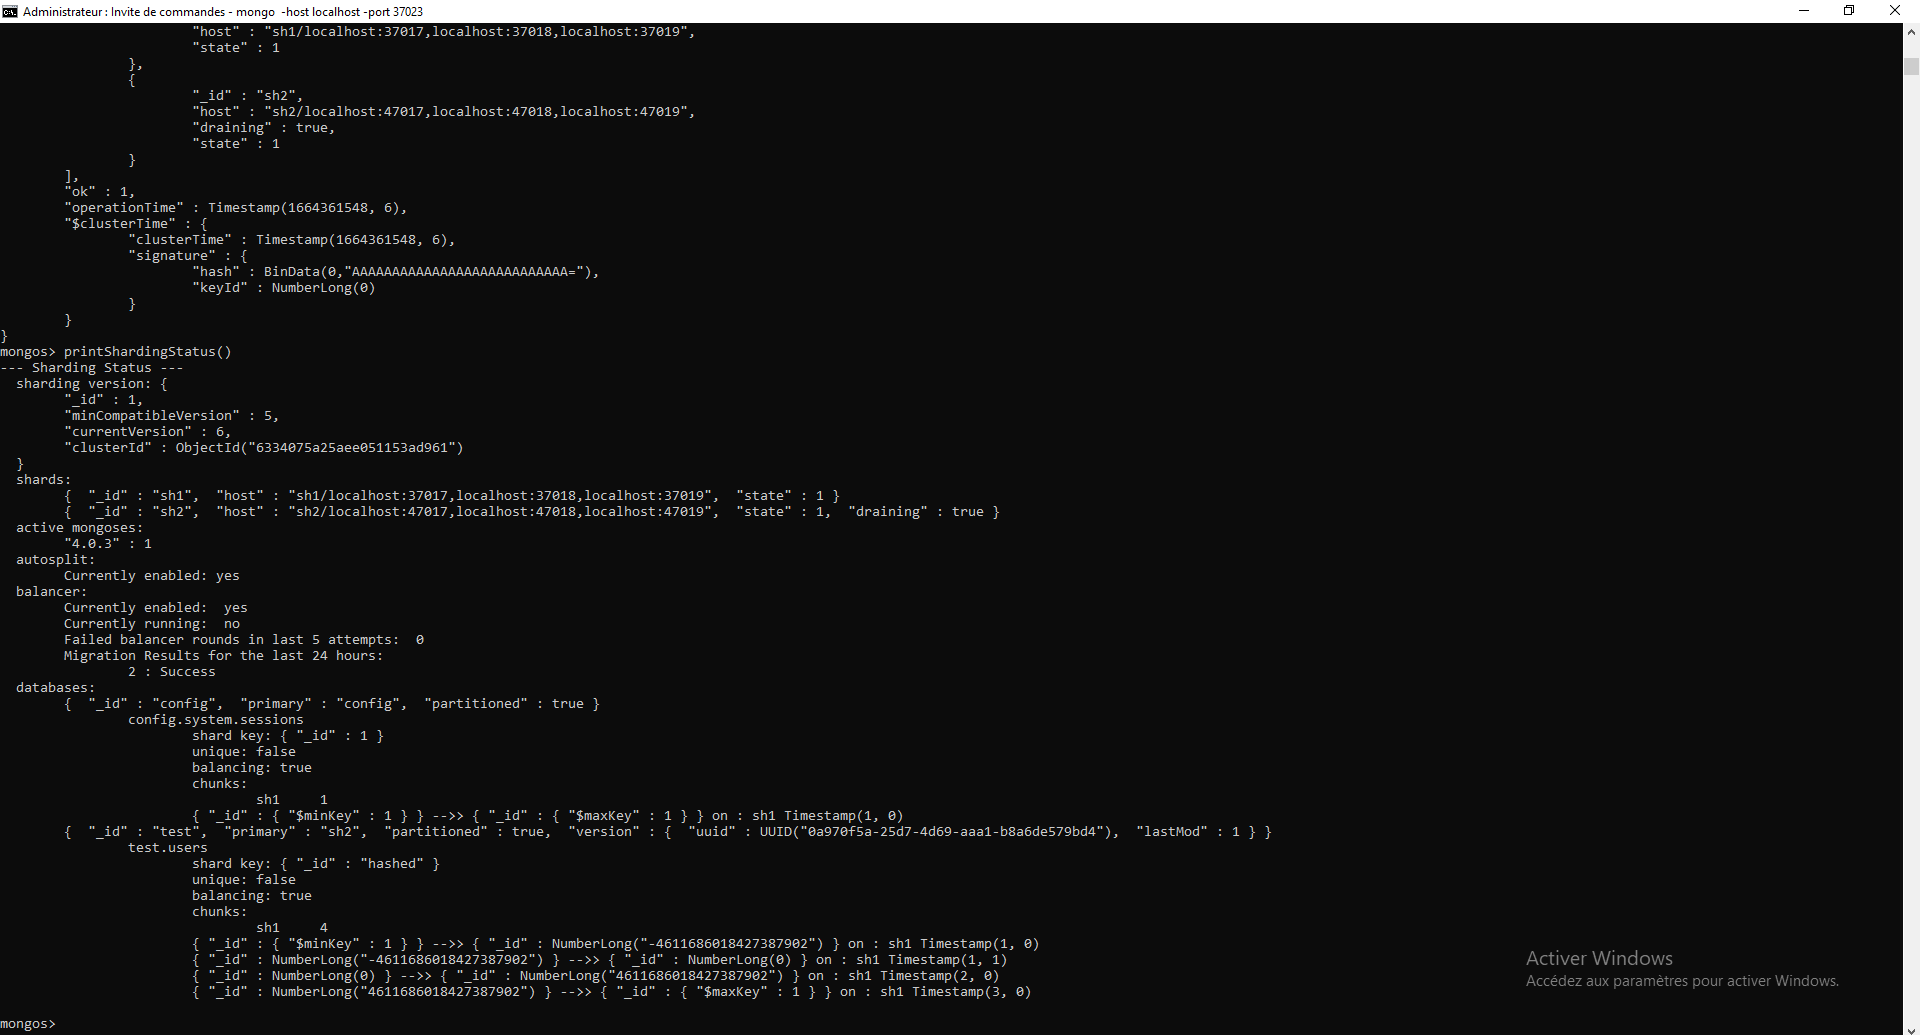 Administrateur : Invite de commandes - mongo  -host localhost -port 37023
"host" : "sh1/localhost:37017,localhost:37018,localhost:37019",
"state" : 1
},
{
"_id" : "sh2",
"host" : "sh2/localhost:47017,localhost:47018,localhost:47019",
"draining" : true,
"state" : 1
}
],
"ok" : 1,
"operationTime" : Timestamp(1664361548, 6),
"$clusterTime" : {
"clusterTime" : Timestamp(1664361548, 6),
"signature" : {
"hash" : BinData(0,"AAAAAAAAAAAAAAAAAAAAAAAAAAA="),
"keyId" : NumberLong(0)
}
}
}
mongos> printShardingStatus()
--- Sharding Status ---
sharding version: {
"_id" : 1,
"minCompatibleVersion" : 5,
"currentVersion" : 6,
"clusterId" : ObjectId("6334075a25aee051153ad961")
}
shards:
{  "_id" : "sh1",  "host" : "sh1/localhost:37017,localhost:37018,localhost:37019",  "state" : 1 }
{  "_id" : "sh2",  "host" : "sh2/localhost:47017,localhost:47018,localhost:47019",  "state" : 1,  "draining" : true }
active mongoses:
"4.0.3" : 1
autosplit:
Currently enabled: yes
balancer:
Currently enabled:  yes
Currently running:  no
Failed balancer rounds in last 5 attempts:  0
Migration Results for the last 24 hours:
2 : Success
databases:
{  "_id" : "config",  "primary" : "config",  "partitioned" : true }
config.system.sessions
shard key: { "_id" : 1 }
unique: false
balancing: true
chunks:
sh1     1
{ "_id" : { "$minKey" : 1 } } -->> { "_id" : { "$maxKey" : 1 } } on : sh1 Timestamp(1, 0)
{  "_id" : "test",  "primary" : "sh2",  "partitioned" : true,  "version" : {  "uuid" : UUID("0a970f5a-25d7-4d69-aaa1-b8a6de579bd4"),  "lastMod" : 1 } }
test.users
shard key: { "_id" : "hashed" }
unique: false
balancing: true
chunks:
sh1     4
{ "_id" : { "$minKey" : 1 } } -->> { "_id" : NumberLong("-4611686018427387902") } on : sh1 Timestamp(1, 0)
{ "_id" : NumberLong("-4611686018427387902") } -->> { "_id" : NumberLong(0) } on : sh1 Timestamp(1, 1)
{ "_id" : NumberLong(0) } -->> { "_id" : NumberLong("4611686018427387902") } on : sh1 Timestamp(2, 0)
{ "_id" : NumberLong("4611686018427387902") } -->> { "_id" : { "$maxKey" : 1 } } on : sh1 Timestamp(3, 0)
Activer Windows
Accédez aux paramètres pour activer Windows.
mongos>